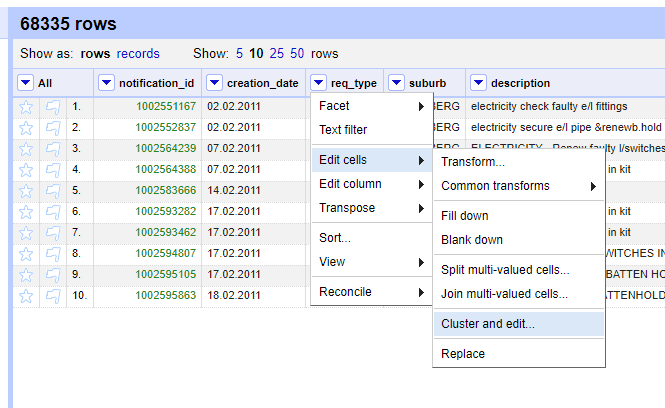 68335 rows
Show as: rows records Show: 5 10 25 50 rows
All notification_id creation_date req_type suburb description
1. 1002551167 02.02.2011 BERG electricity check faulty e/l fittings
2. 1002552837 02.02.2011 BERG electricity secure e/l pipe &renewb.hold
3. 1002564239 07.02.2011 BERG ELECTRICITY - Renew faulty l/switches
4. 1002564388 07.02.2011 in kit
5. 1002583666 14.02.2011
6. 1002593282 17.02.2011 in kit
7. 1002593462 17.02.2011 in kit
8. 1002594807 17.02.2011 WITCHES IN
9. 1002595105 17.02.2011 BATTEN HO
10. 1002595863 18.02.2011 ATTENHOLD
Facet
Text filter
Edit cells
Edit column
Transpose
Sort...
View
Reconcile
Transform...
Common transforms
Fill down
Blank down
Split multi-valued cells...
Join multi-valued cells...
Cluster and edit...
Replace